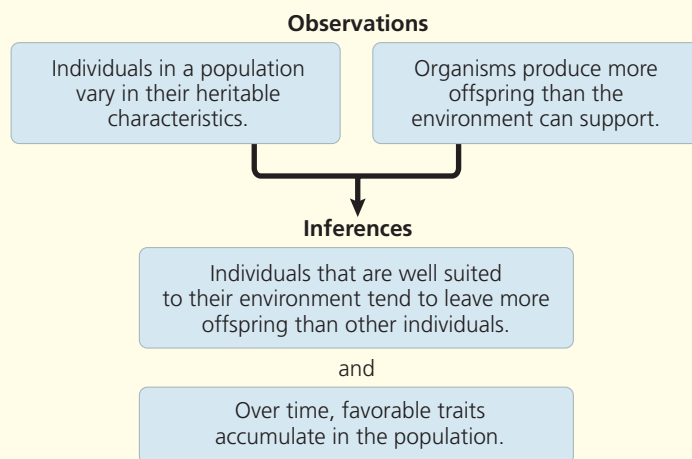 Observations
Individuals in a population
vary in their heritable
characteristics.
Organisms produce more
offspring than the
environment can support.
Inferences
Individuals that are well suited
to their environment tend to leave more
offspring than other individuals.
and
Over time, favorable traits
accumulate in the population.